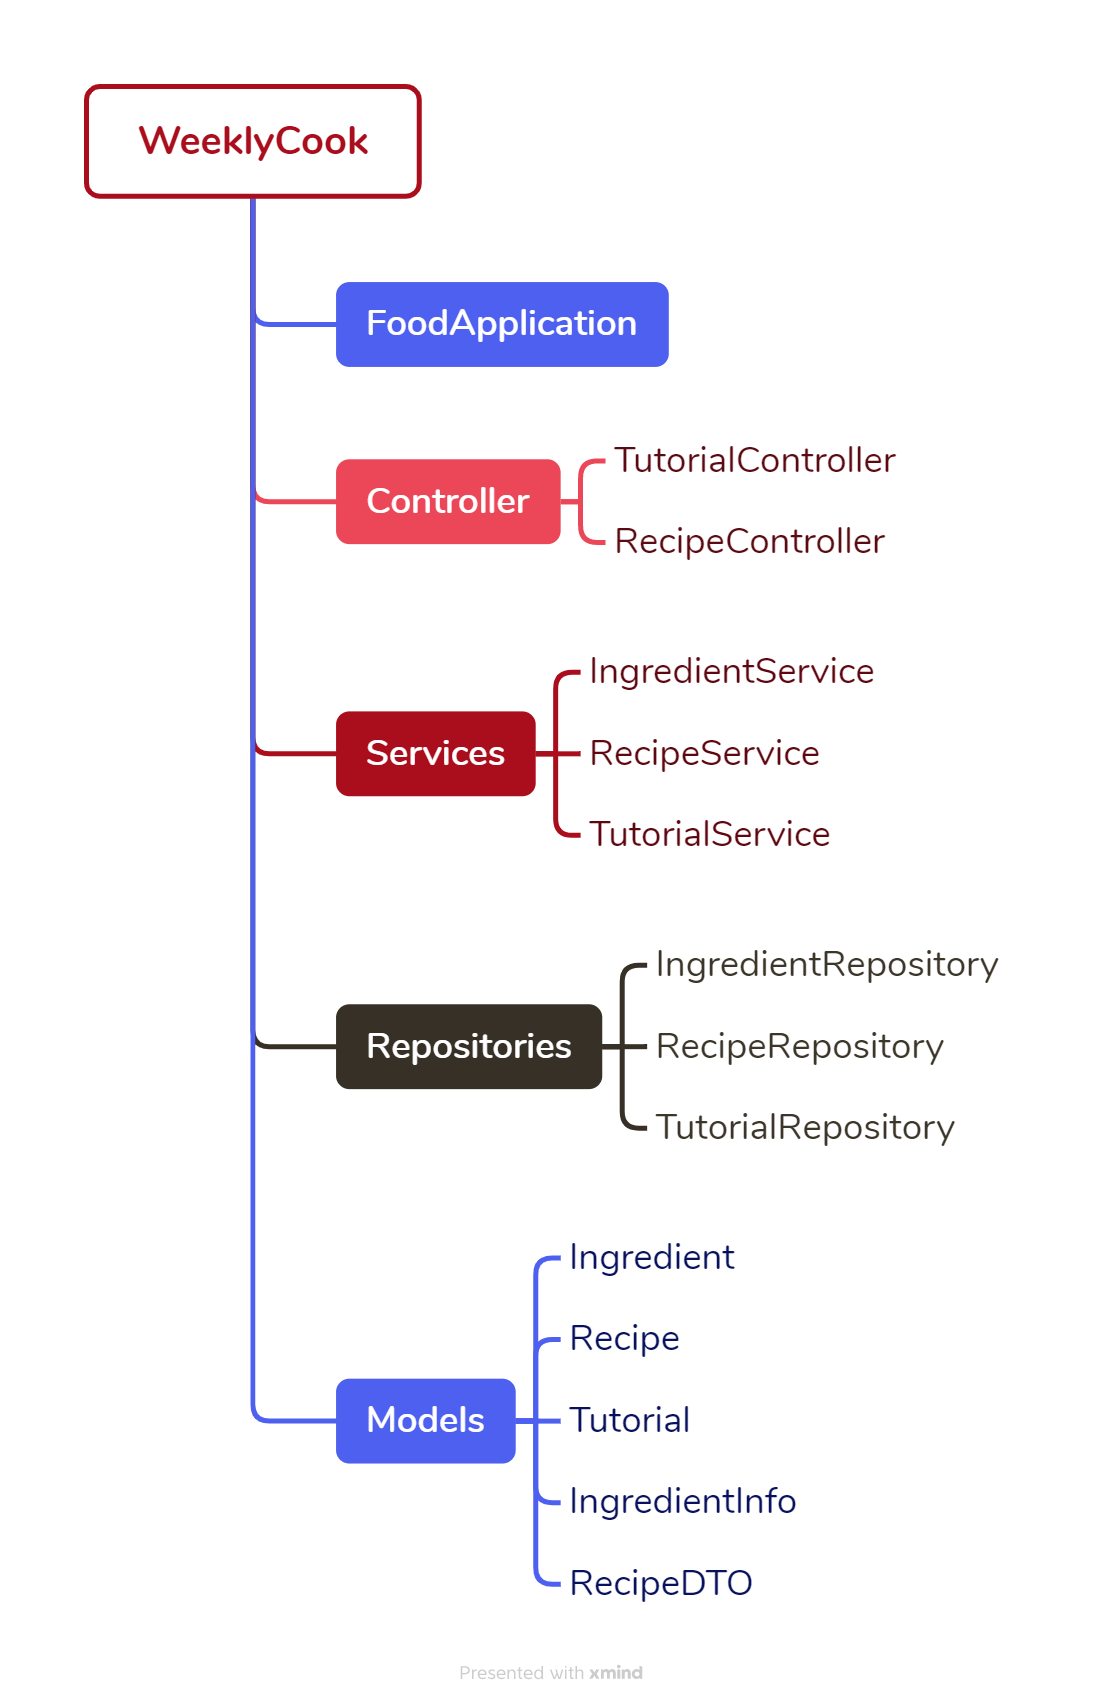 WeeklyCook
FoodApplication
Controller
TutorialController
RecipeController
Services
IngredientService
RecipeService
TutorialService
Repositories
IngredientRepository
RecipeRepository
TutorialRepository
Models
Ingredient
Recipe
Tutorial
IngredientInfo
RecipeDTO
Presented with xmind